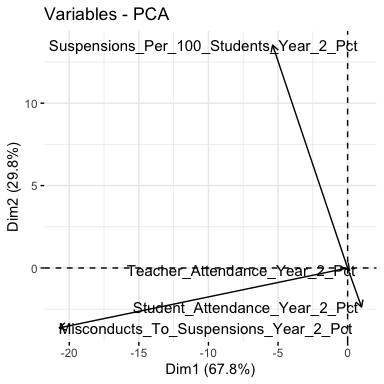 Variables - PCA
Suspensions_Per_100_Students_Year_2_Pct
10
5
0
Teacher_Attendance_Year_2_Pct
Student_Attendance_Year_2_Pct
Misconducts_To_Suspensions_Year_2_Pct
-20
-15
-10
-5
0
Dim1 (67.8%)
Dim2 (29.8%)